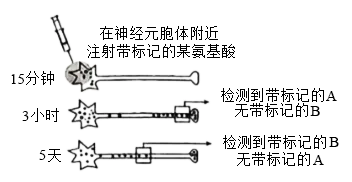 在神经元胞体附近
注射带标记的某氨基酸
15分钟
3小时
检测到带标记的A
无带标记的B
5天
检测到带标记的B
无带标记的A